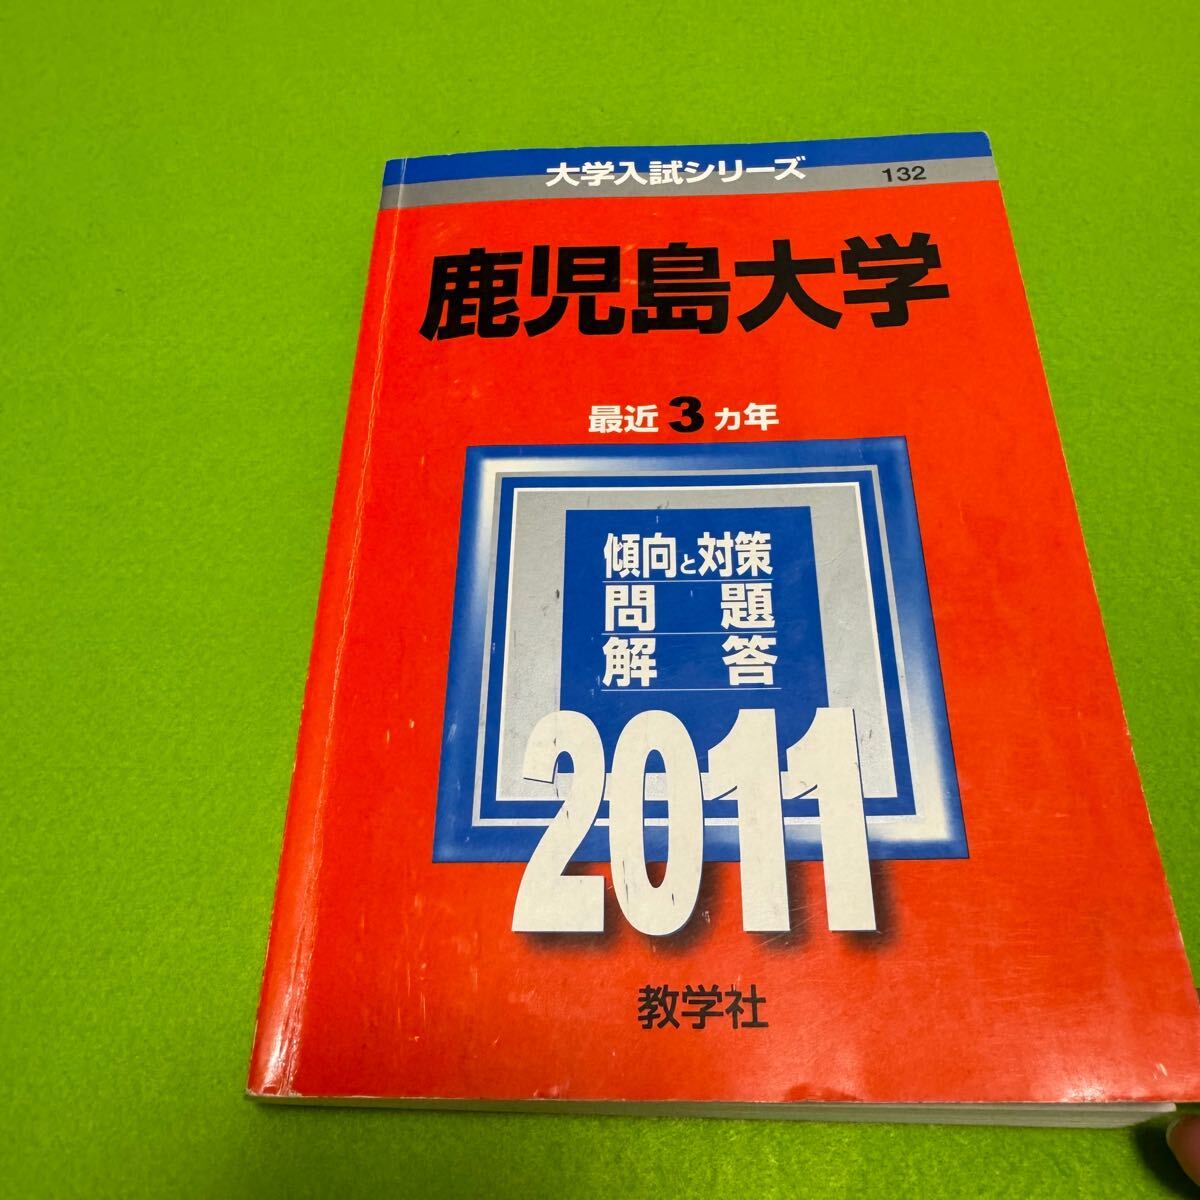 大学入試シリーズ
132
鹿児島大学
最近3カ年
傾向と対策
問題
解答
2011
教学社